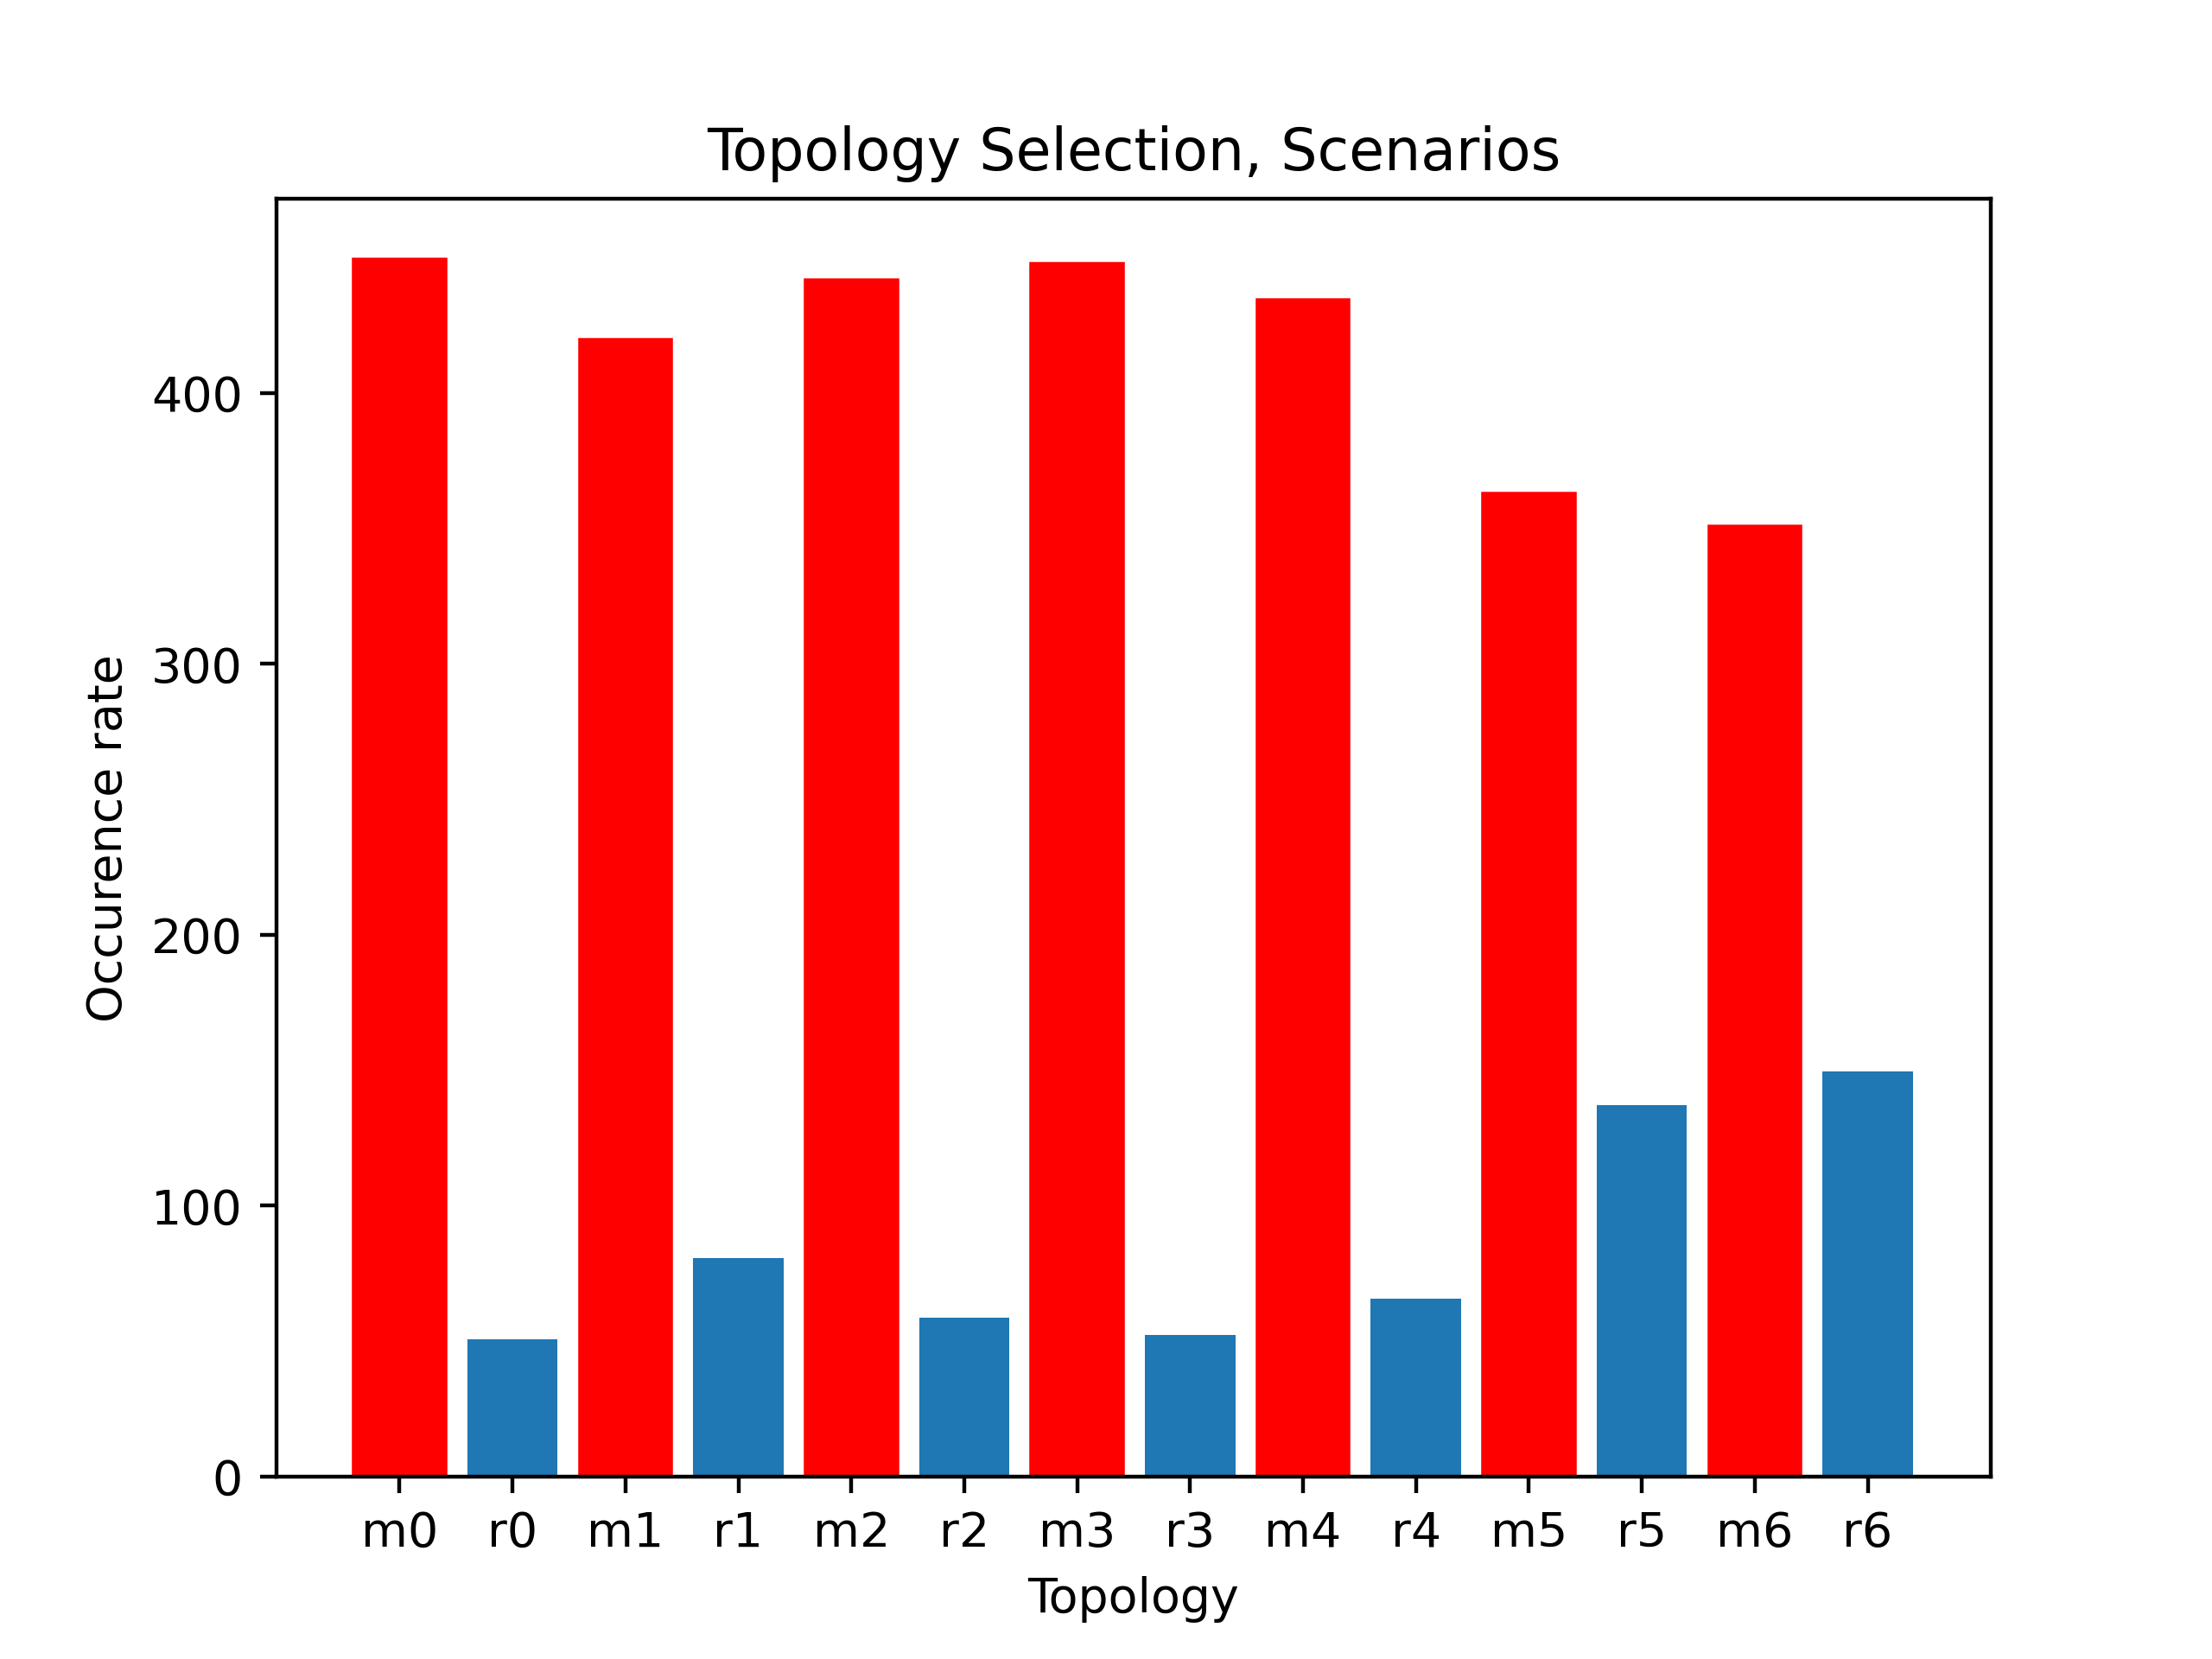 Topology Selection, Scenarios
Occurence rate
400
300
200
100
0
m0 r0 m1 r1 m2 r2 m3 r3 m4 r4 m5 r5 m6 r6
Topology